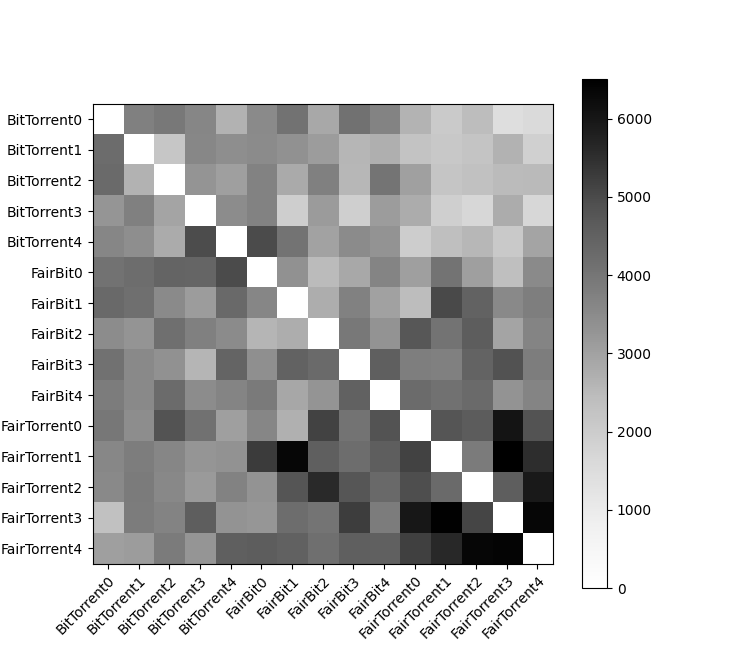 BitTorrent0
BitTorrent1
BitTorrent2
BitTorrent3
BitTorrent4
FairBit0
FairBit1
FairBit2
FairBit3
FairBit4
FairTorrent0
FairTorrent1
FairTorrent2
FairTorrent3
FairTorrent4
BitTorrent0
BitTorrent1
BitTorrent2
BitTorrent3
BitTorrent4
FairBit0
FairBit1
FairBit2
FairBit3
FairBit4
FairTorrent0
FairTorrent1
FairTorrent2
FairTorrent3
FairTorrent4
6000
5000
4000
3000
2000
1000
0